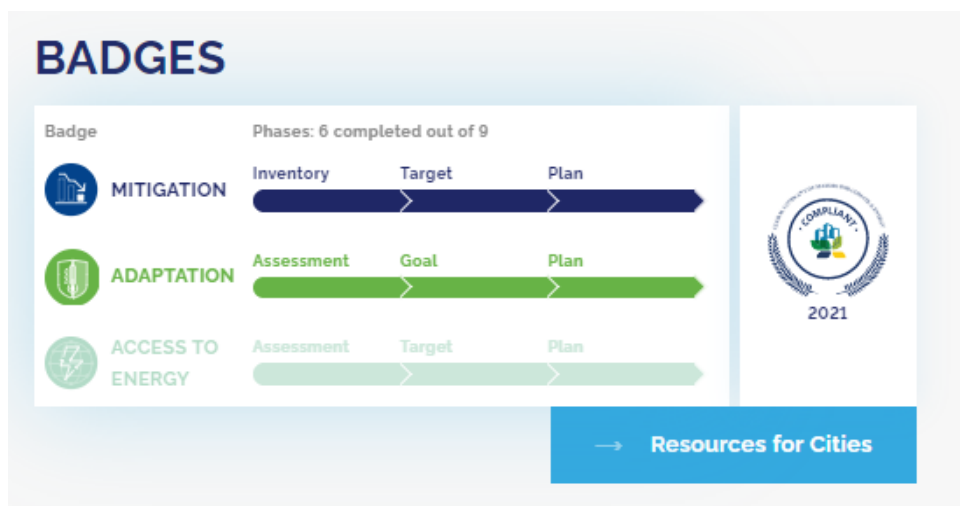 BADGES
Badge
Phases: 6 completed out of 9
MITIGATION
Inventory
Target
Plan
ADAPTATION
Assessment
Goal
Plan
ACCESS TO
ENERGY
Assessment
Target
Plan
COMPLIANT
2021
Resources for Cities